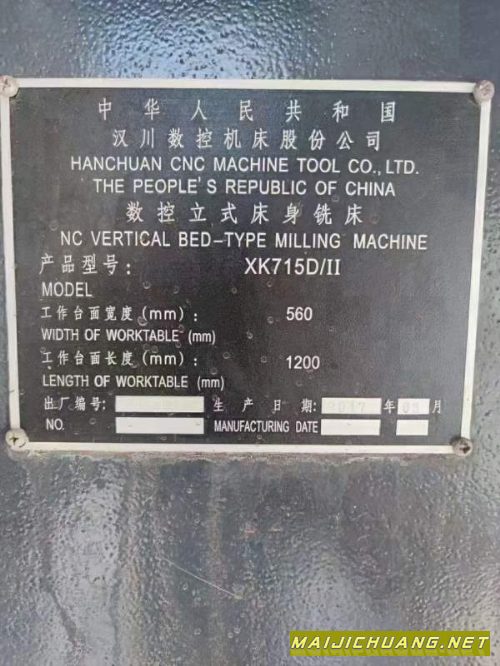 中华人民共和国
汉川数控机床股份公司
HANCHUAN CNC MACHINE TOOL CO., LTD.
THE PEOPLE'S REPUBLIC OF CHINA
数控立式床身铣床
NC VERTICAL BED-TYPE MILLING MACHINE
产品型号: XK715D/II
MODEL
工作台面宽度 (mm): 560
WIDTH OF WORKTABLE (mm)
工作台面长度 (mm): 1200
LENGTH OF WORKTABLE (mm)
出厂编号: 生产日期: 年 月
NO. MANUFACTURING DATE
MAIJICHUANG.NET